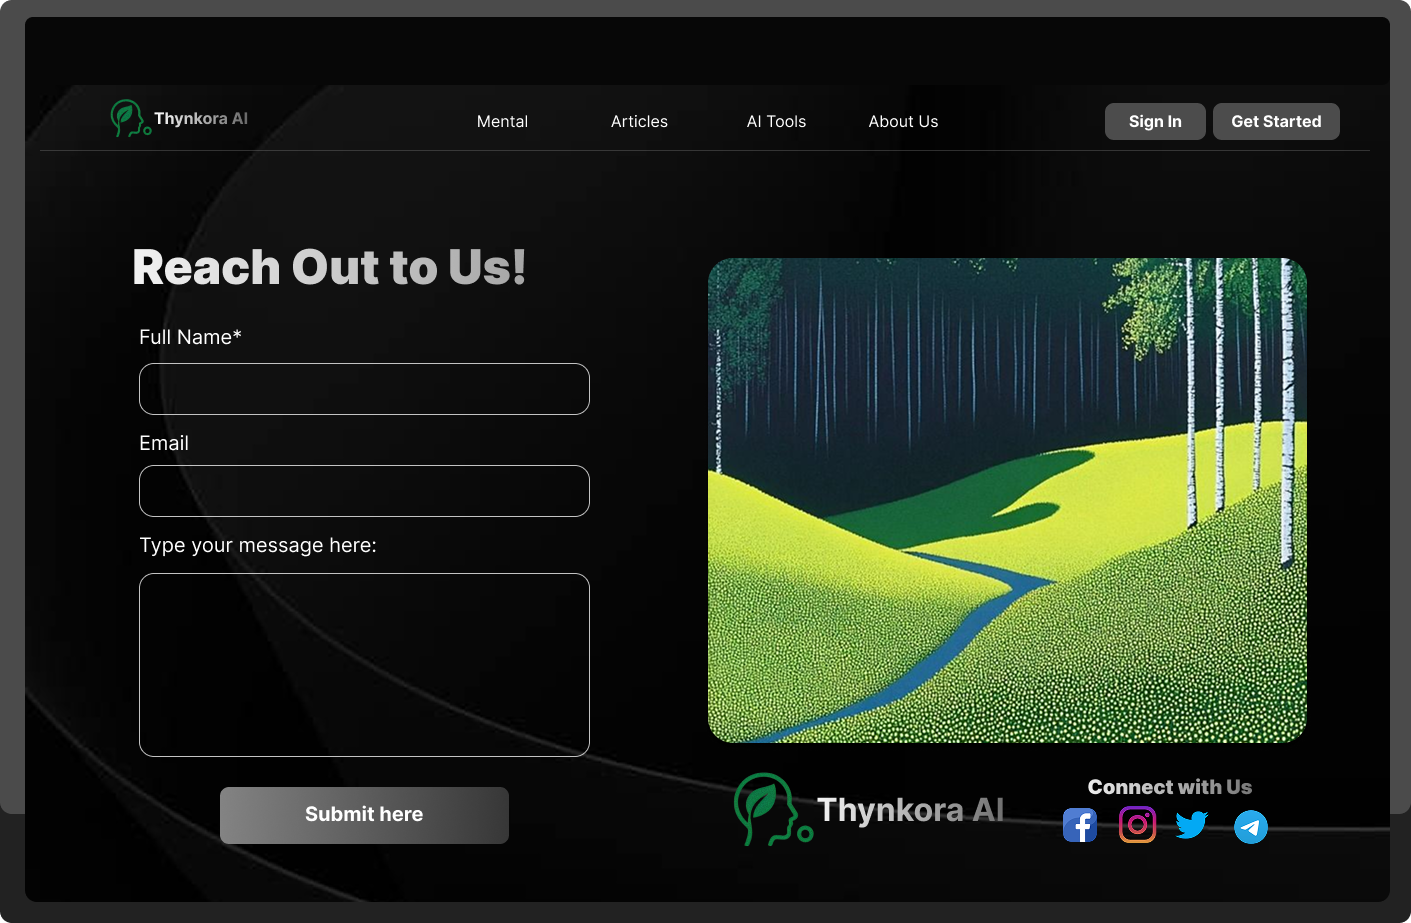 Thynkora AI
Mental
Articles
AI Tools
About Us
Sign In
Get Started
Reach Out to Us!
Full Name*
Email
Type your message here:
Submit here
Thynkora AI
Connect with Us